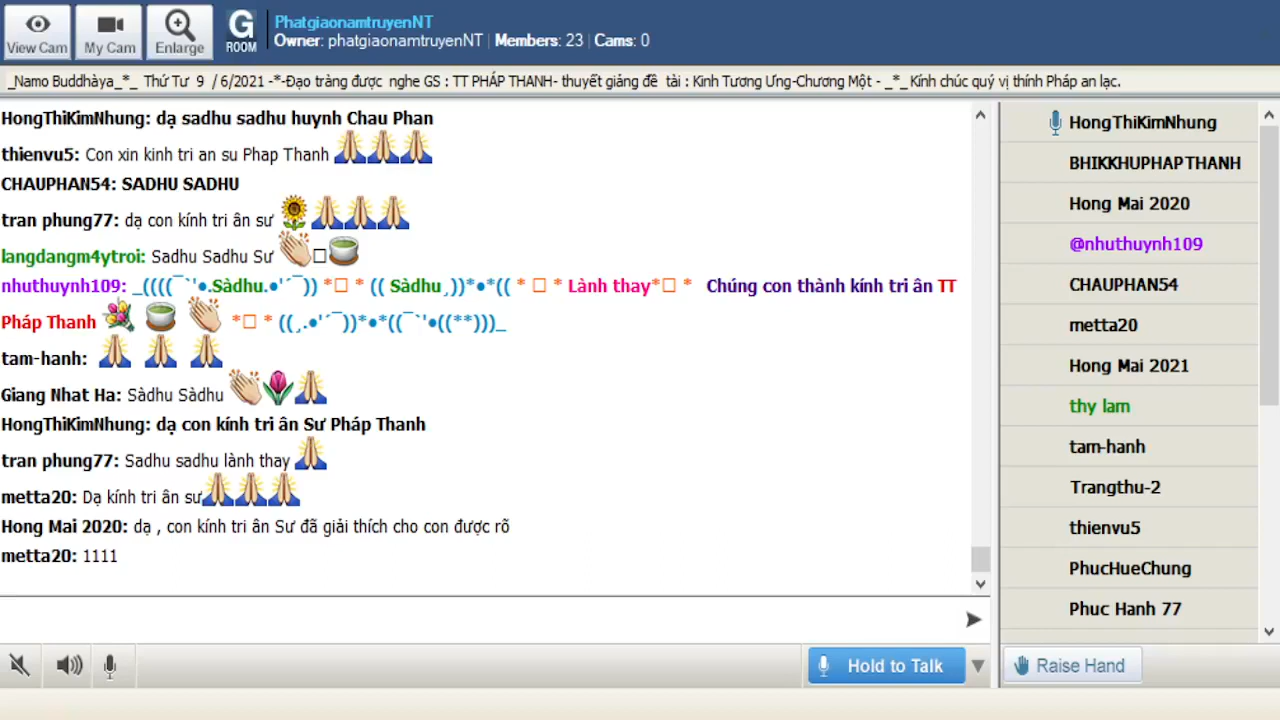 View Cam
My Cam
Enlarge
G
ROOM
PhatgiaonamtruyenNT
Owner: phatgiaonamtruyenNT | Members: 23 | Cams: 0
_Namo Buddhàya_*_ Thứ Tư 9 / 6/2021 -*-Đạo tràng được nghe GS : TT PHÁP THANH- thuyết giảng đề tài : Kinh Tương Ưng-Chương Một - _*_Kính chúc quý vị thính Pháp an lạc.
HongThiKimNhung: dạ sadhu sadhu huynh Chau Phan
thienvu5: Con xin kinh tri an su Phap Thanh 🙏🙏🙏
CHAUPHAN54: SADHU SADHU
tran phung77: dạ con kính tri ân sư 🌻🙏🙏🙏
langdangm4ytroi: Sadhu Sadhu Sư 👏□🍵
nhuthuynh109: _((((¯`'●.Sàdhu.●'´¯)) *□ * (( Sàdhu¸))*●*(( * □ * Lành thay*□ * Chúng con thành kính tri ân TT
Pháp Thanh 💐 🍵 👏 *□ * ((¸.●'´¯))*●*((¯`'●((**)))_
tam-hanh: 🙏 🙏 🙏
Giang Nhat Ha: Sàdhu Sàdhu 👏🌷🙏
HongThiKimNhung: dạ con kính tri ân Sư Pháp Thanh
tran phung77: Sadhu sadhu lành thay 🙏
metta20: Dạ kính tri ân sư🙏🙏🙏
Hong Mai 2020: dạ , con kính tri ân Sư đã giải thích cho con được rõ
metta20: 1111
HongThiKimNhung
BHIKKHUPHAPTHANH
Hong Mai 2020
@nhuthuynh109
CHAUPHAN54
metta20
Hong Mai 2021
thy lam
tam-hanh
Trangthu-2
thienvu5
PhucHueChung
Phuc Hanh 77
Hold to Talk
Raise Hand